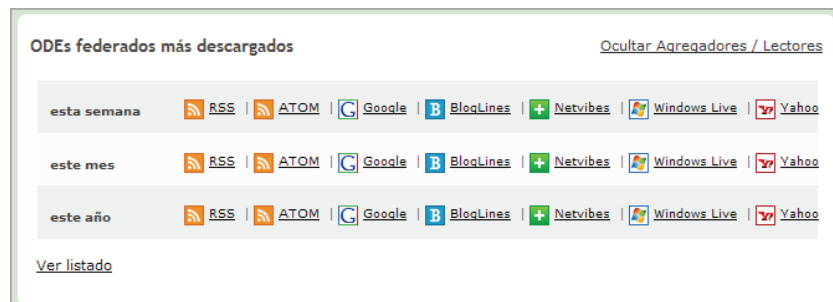 ODEs federados más descargados Ocultar Agregadores / Lectores
esta semana RSS | ATOM | Google | BlogLines | Netvibes | Windows Live | Yahoo
este mes RSS | ATOM | Google | BlogLines | Netvibes | Windows Live | Yahoo
este año RSS | ATOM | Google | BlogLines | Netvibes | Windows Live | Yahoo
Ver listado